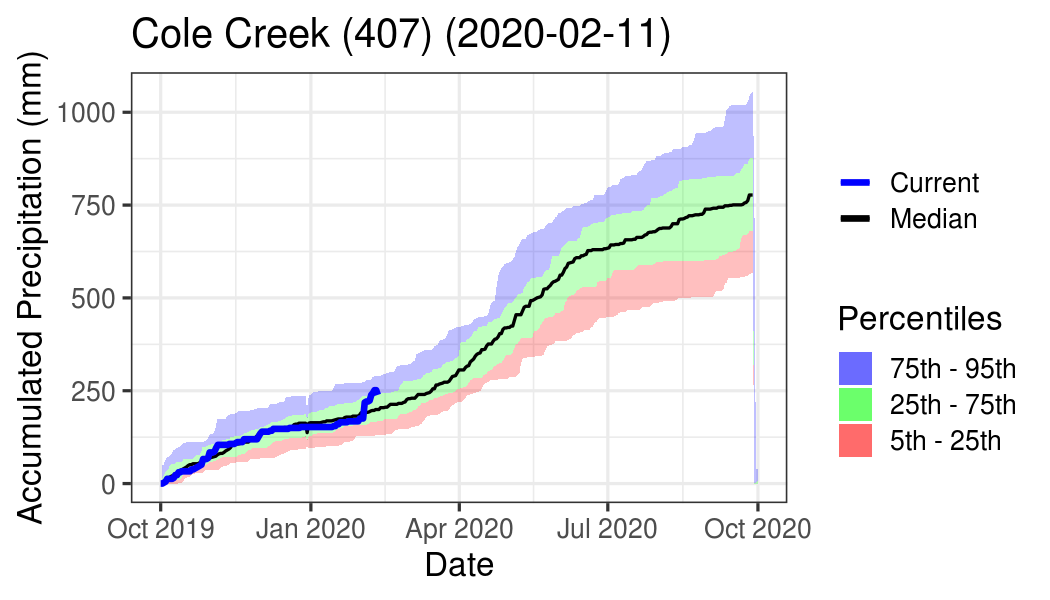 Cole Creek (407) (2020-02-11)
Accumulated Precipitation (mm)
1000
750
500
250
0
Oct 2019
Jan 2020
Apr 2020
Jul 2020
Oct 2020
Date
Current
Median
Percentiles
75th - 95th
25th - 75th
5th - 25th